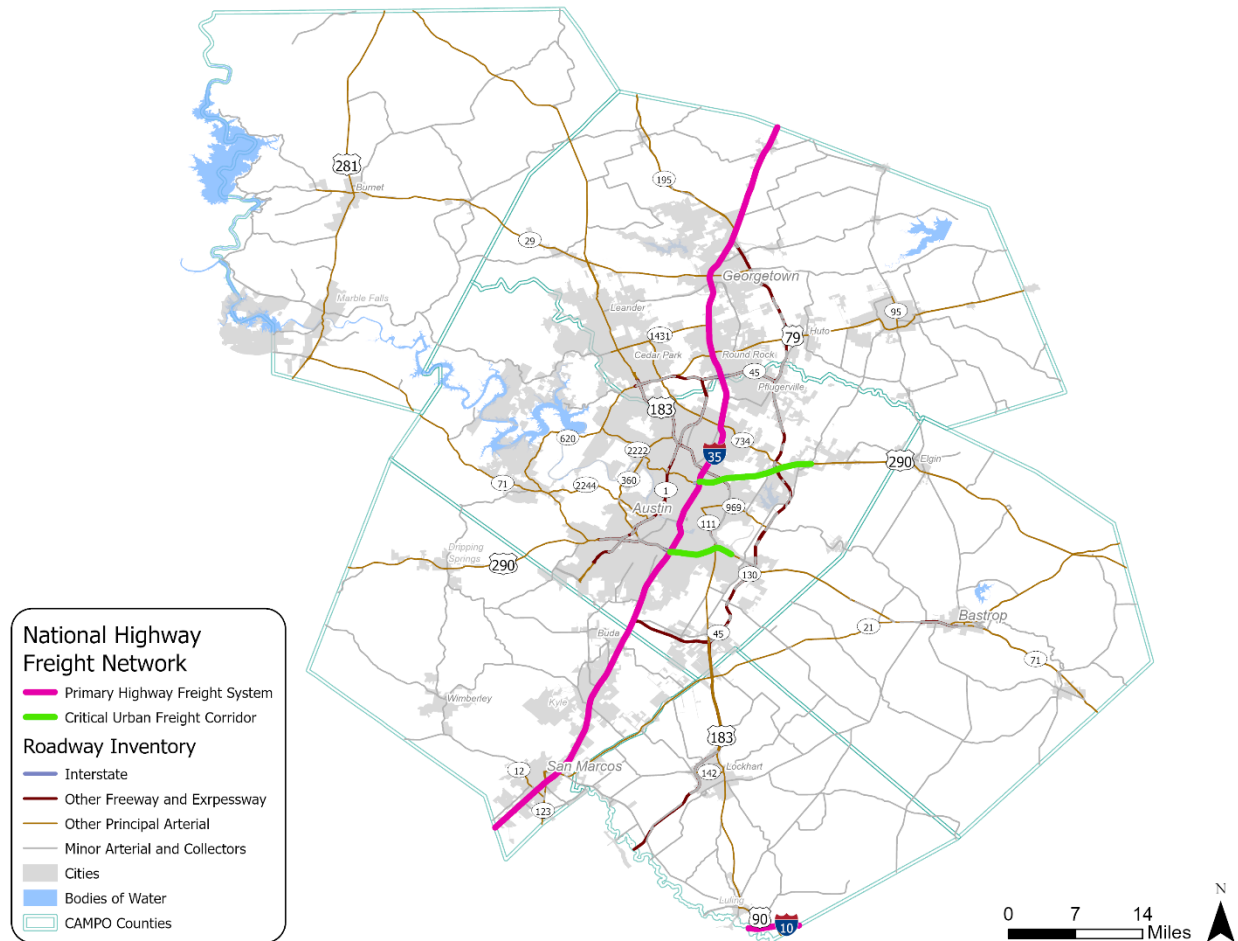 281
Burnet
195
29
Georgetown
Marble Falls
Leander
95
1431
79
Hutto
Cedar Park
Round Rock
45
Pflugerville
183
620
2222
734
35
290
Elgin
71
2244
360
1
969
Austin
111
Dripping
Springs
290
130
Bastrop
21
45
Buda
71
Wimberley
Kyle
183
San Marcos
12
142
Lockhart
123
Luling
90
10
National Highway
Freight Network
Primary Highway Freight System
Critical Urban Freight Corridor
Roadway Inventory
Interstate
Other Freeway and Exrpessway
Other Principal Arterial
Minor Arterial and Collectors
Cities
Bodies of Water
CAMPO Counties
N
0 7 14
Miles